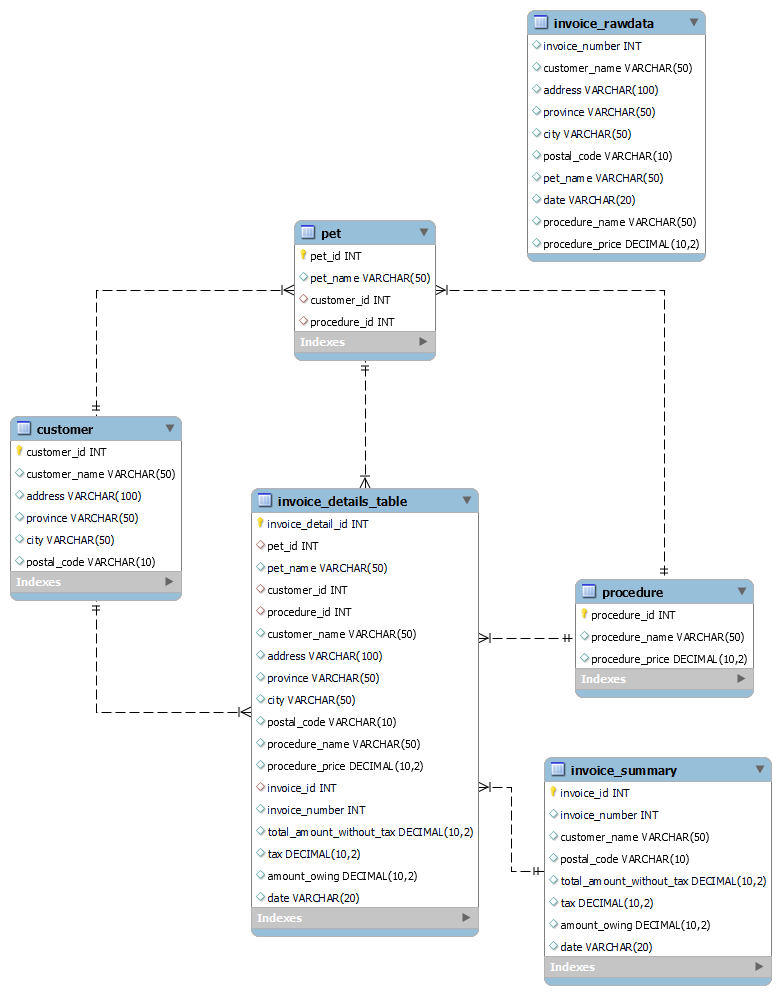 invoice_rawdata
invoice_number INT
customer_name VARCHAR(50)
address VARCHAR(100)
province VARCHAR(50)
city VARCHAR(50)
postal_code VARCHAR(10)
pet_name VARCHAR(50)
date VARCHAR(20)
procedure_name VARCHAR(50)
procedure_price DECIMAL(10,2)
pet
pet_id INT
pet_name VARCHAR(50)
customer_id INT
procedure_id INT
Indexes
customer
customer_id INT
customer_name VARCHAR(50)
address VARCHAR(100)
province VARCHAR(50)
city VARCHAR(50)
postal_code VARCHAR(10)
Indexes
invoice_details_table
invoice_detail_id INT
pet_id INT
pet_name VARCHAR(50)
customer_id INT
procedure_id INT
customer_name VARCHAR(50)
address VARCHAR(100)
province VARCHAR(50)
city VARCHAR(50)
postal_code VARCHAR(10)
procedure_name VARCHAR(50)
procedure_price DECIMAL(10,2)
invoice_id INT
invoice_number INT
total_amount_without_tax DECIMAL(10,2)
tax DECIMAL(10,2)
amount_owing DECIMAL(10,2)
date VARCHAR(20)
Indexes
procedure
procedure_id INT
procedure_name VARCHAR(50)
procedure_price DECIMAL(10,2)
Indexes
invoice_summary
invoice_id INT
invoice_number INT
customer_name VARCHAR(50)
postal_code VARCHAR(10)
total_amount_without_tax DECIMAL(10,2)
tax DECIMAL(10,2)
amount_owing DECIMAL(10,2)
date VARCHAR(20)
Indexes